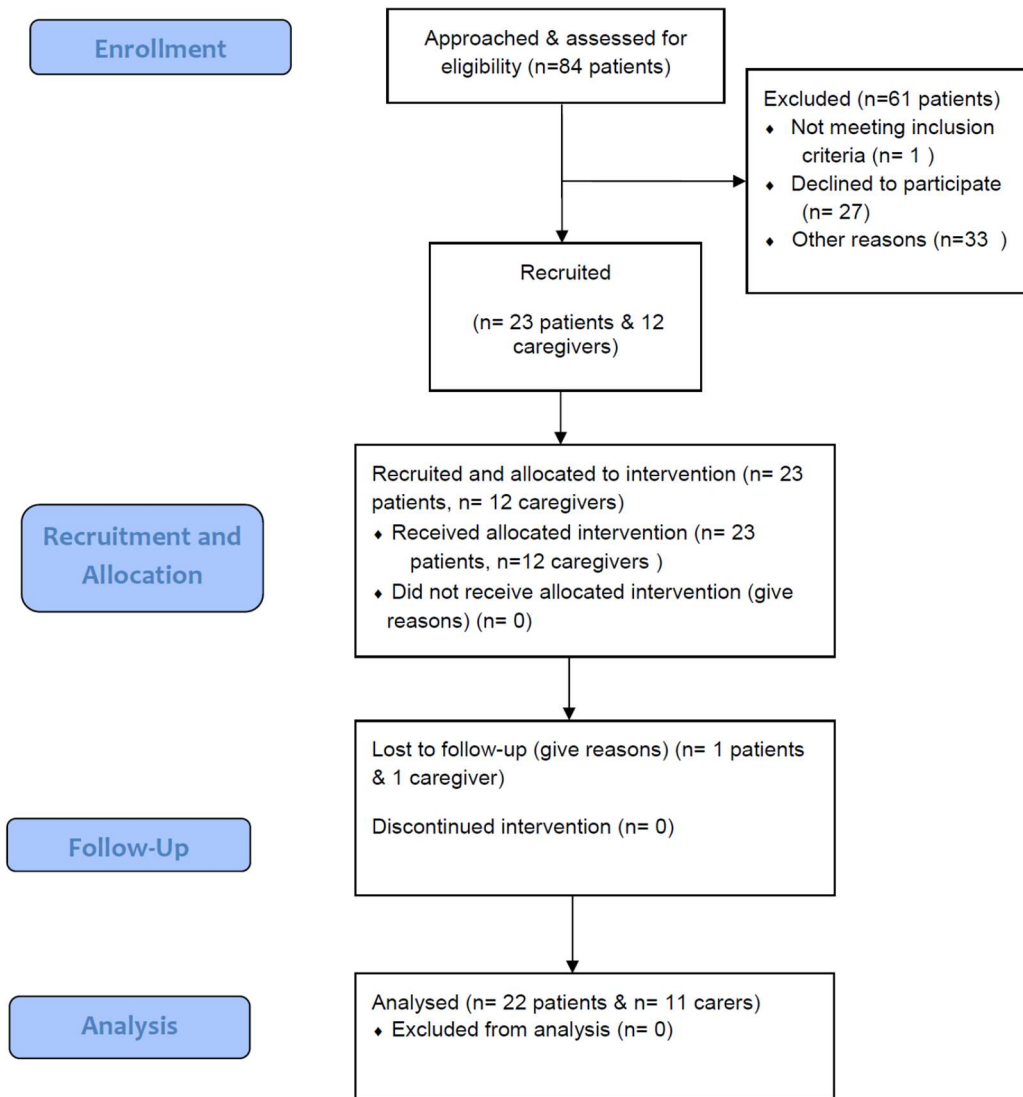 Enrollment
Approached & assessed for
eligibility (n=84 patients)
Excluded (n=61 patients)
♦ Not meeting inclusion
criteria (n= 1 )
♦ Declined to participate
(n= 27)
♦ Other reasons (n=33  )
Recruited
(n= 23 patients & 12
caregivers)
Recruitment and
Allocation
Recruited and allocated to intervention (n= 23
patients, n= 12 caregivers)
♦ Received allocated intervention (n= 23
patients, n=12 caregivers )
♦ Did not receive allocated intervention (give
reasons) (n= 0)
Follow-Up
Lost to follow-up (give reasons) (n= 1 patients
& 1 caregiver)
Discontinued intervention (n= 0)
Analysis
Analysed (n= 22 patients & n= 11 carers)
♦ Excluded from analysis (n= 0)